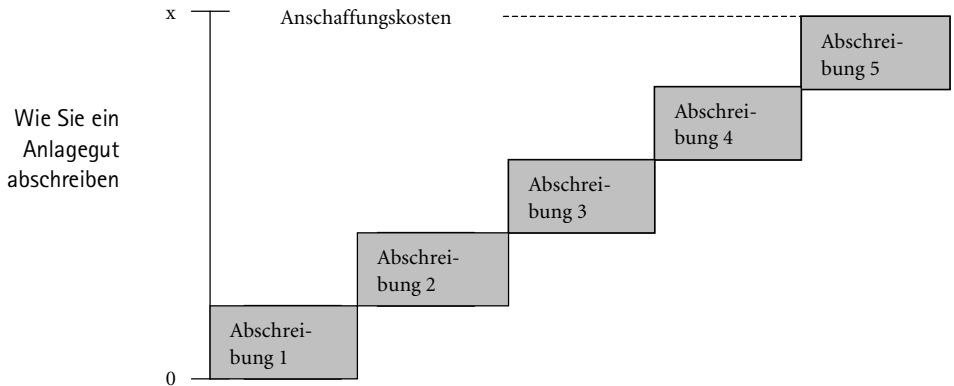 x
Anschaffungskosten
Abschrei-
bung 5
Wie Sie ein
Anlagegut
abschreiben
Abschrei-
bung 4
Abschrei-
bung 3
Abschrei-
bung 2
Abschrei-
bung 1
0